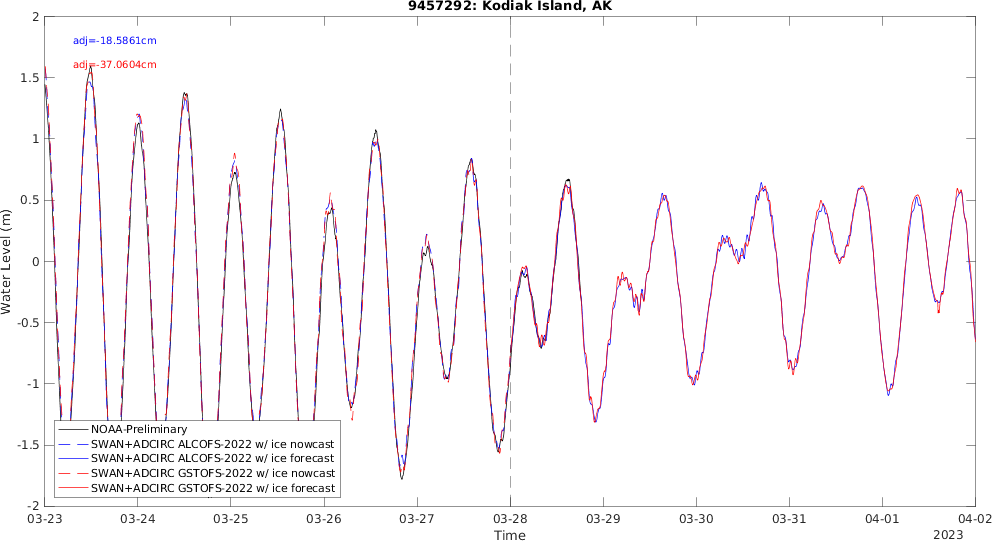 9457292: Kodiak Island, AK
2
1.5
1
0.5
0
-0.5
-1
-1.5
-2
Water Level (m)
adj=-18.5861cm
adj=-37.0604cm
NOAA-Preliminary
SWAN+ADCIRC ALCOFS-2022 w/ ice nowcast
SWAN+ADCIRC ALCOFS-2022 w/ ice forecast
SWAN+ADCIRC GSTOFS-2022 w/ ice nowcast
SWAN+ADCIRC GSTOFS-2022 w/ ice forecast
03-23 03-24 03-25 03-26 03-27 03-28 03-29 03-30 03-31 04-01 04-02
Time
2023